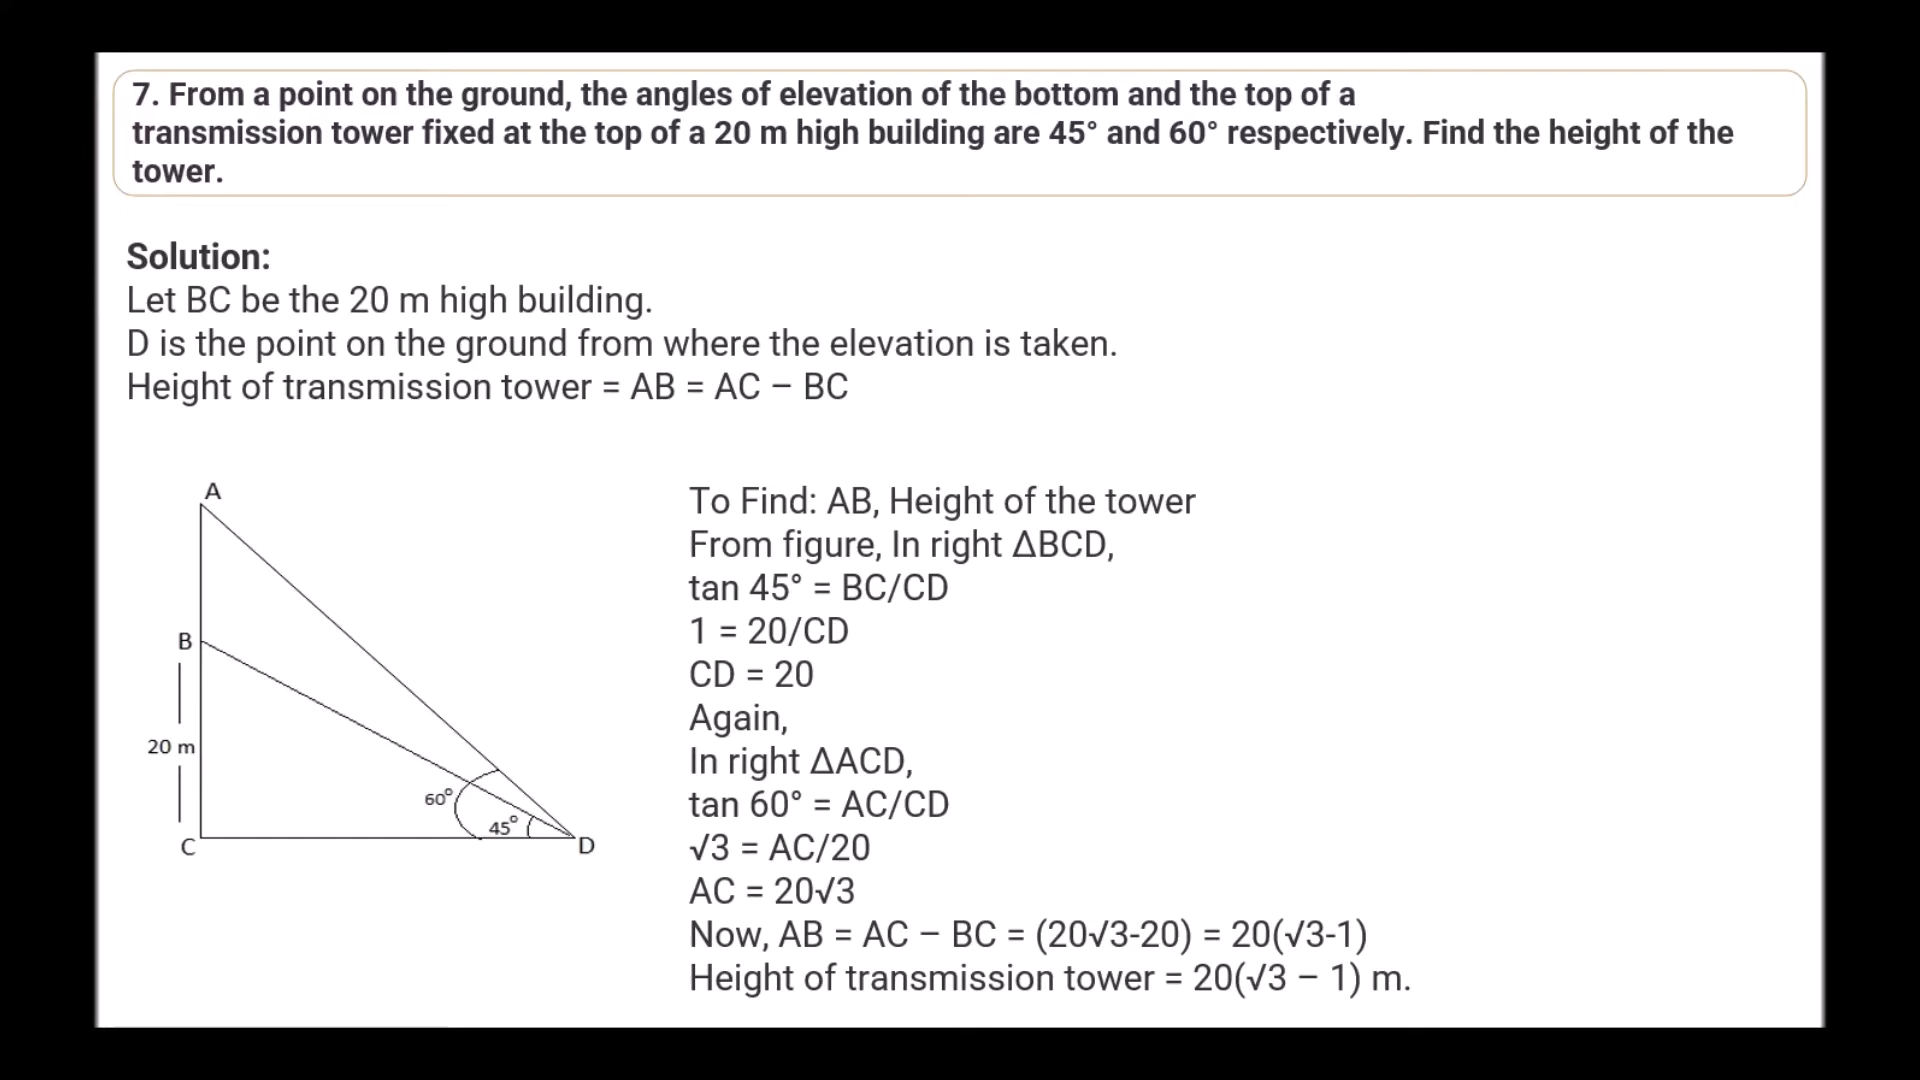 7. From a point on the ground, the angles of elevation of the bottom and the top of a
transmission tower fixed at the top of a 20 m high building are 45° and 60° respectively. Find the height of the
tower.
Solution:
Let BC be the 20 m high building.
D is the point on the ground from where the elevation is taken.
Height of transmission tower = AB = AC – BC
A
B
20 m
C
60°
45°
D
To Find: AB, Height of the tower
From figure, In right ΔBCD,
tan 45° = BC/CD
1 = 20/CD
CD = 20
Again,
In right ΔACD,
tan 60° = AC/CD
√3 = AC/20
AC = 20√3
Now, AB = AC – BC = (20√3-20) = 20(√3-1)
Height of transmission tower = 20(√3 – 1) m.